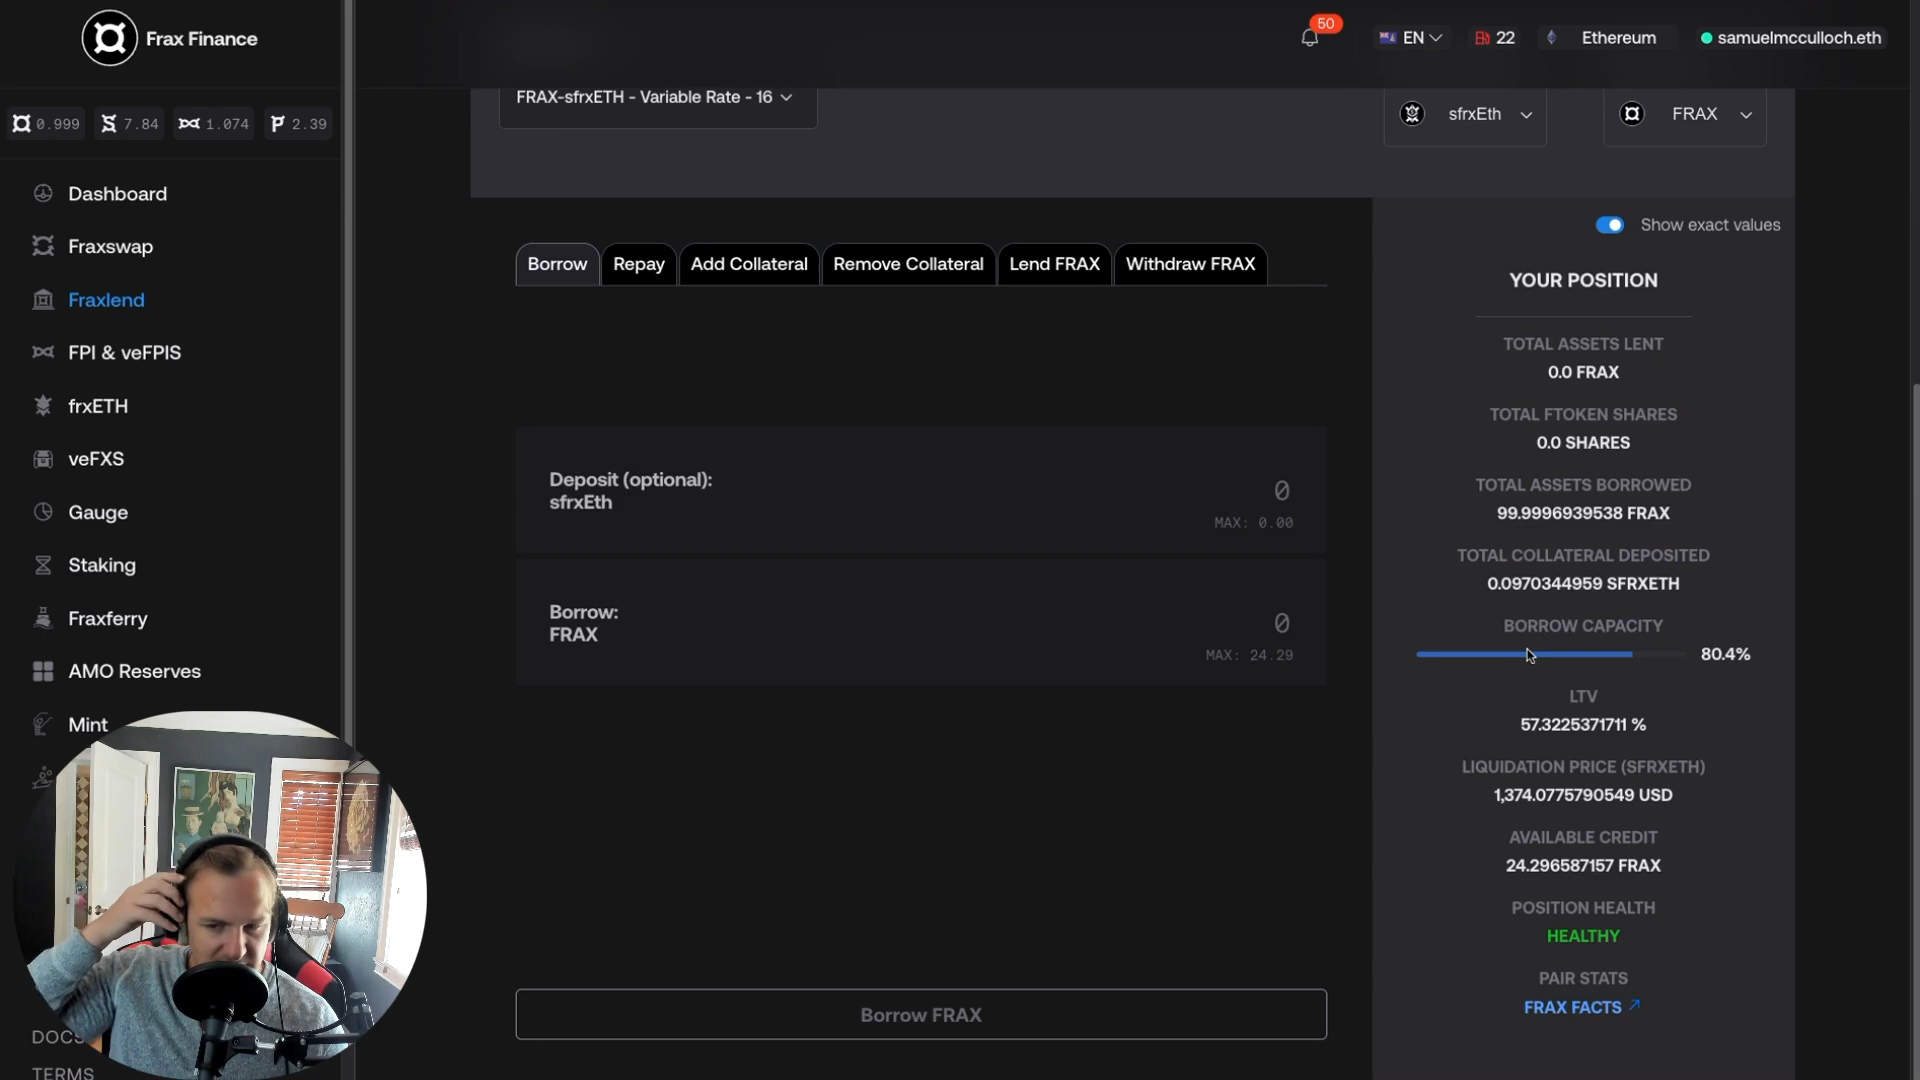 Frax Finance
50
EN
22
Ethereum
samuelmcculloch.eth
0.999
7.84
1.074
2.39
Dashboard
Fraxswap
Fraxlend
FPI & veFPIS
frxETH
veFXS
Gauge
Staking
Fraxferry
AMO Reserves
Mint
DOCS
TERMS
FRAX-sfrxETH - Variable Rate - 16
sfrxEth
FRAX
Borrow
Repay
Add Collateral
Remove Collateral
Lend FRAX
Withdraw FRAX
Deposit (optional):
sfrxEth
0
MAX: 0.00
Borrow:
FRAX
0
MAX: 24.29
Borrow FRAX
Show exact values
YOUR POSITION
TOTAL ASSETS LENT
0.0 FRAX
TOTAL FTOKEN SHARES
0.0 SHARES
TOTAL ASSETS BORROWED
99.9996939538 FRAX
TOTAL COLLATERAL DEPOSITED
0.0970344959 SFRXETH
BORROW CAPACITY
80.4%
LTV
57.3225371711 %
LIQUIDATION PRICE (SFRXETH)
1,374.0775790549 USD
AVAILABLE CREDIT
24.296587157 FRAX
POSITION HEALTH
HEALTHY
PAIR STATS
FRAX FACTS